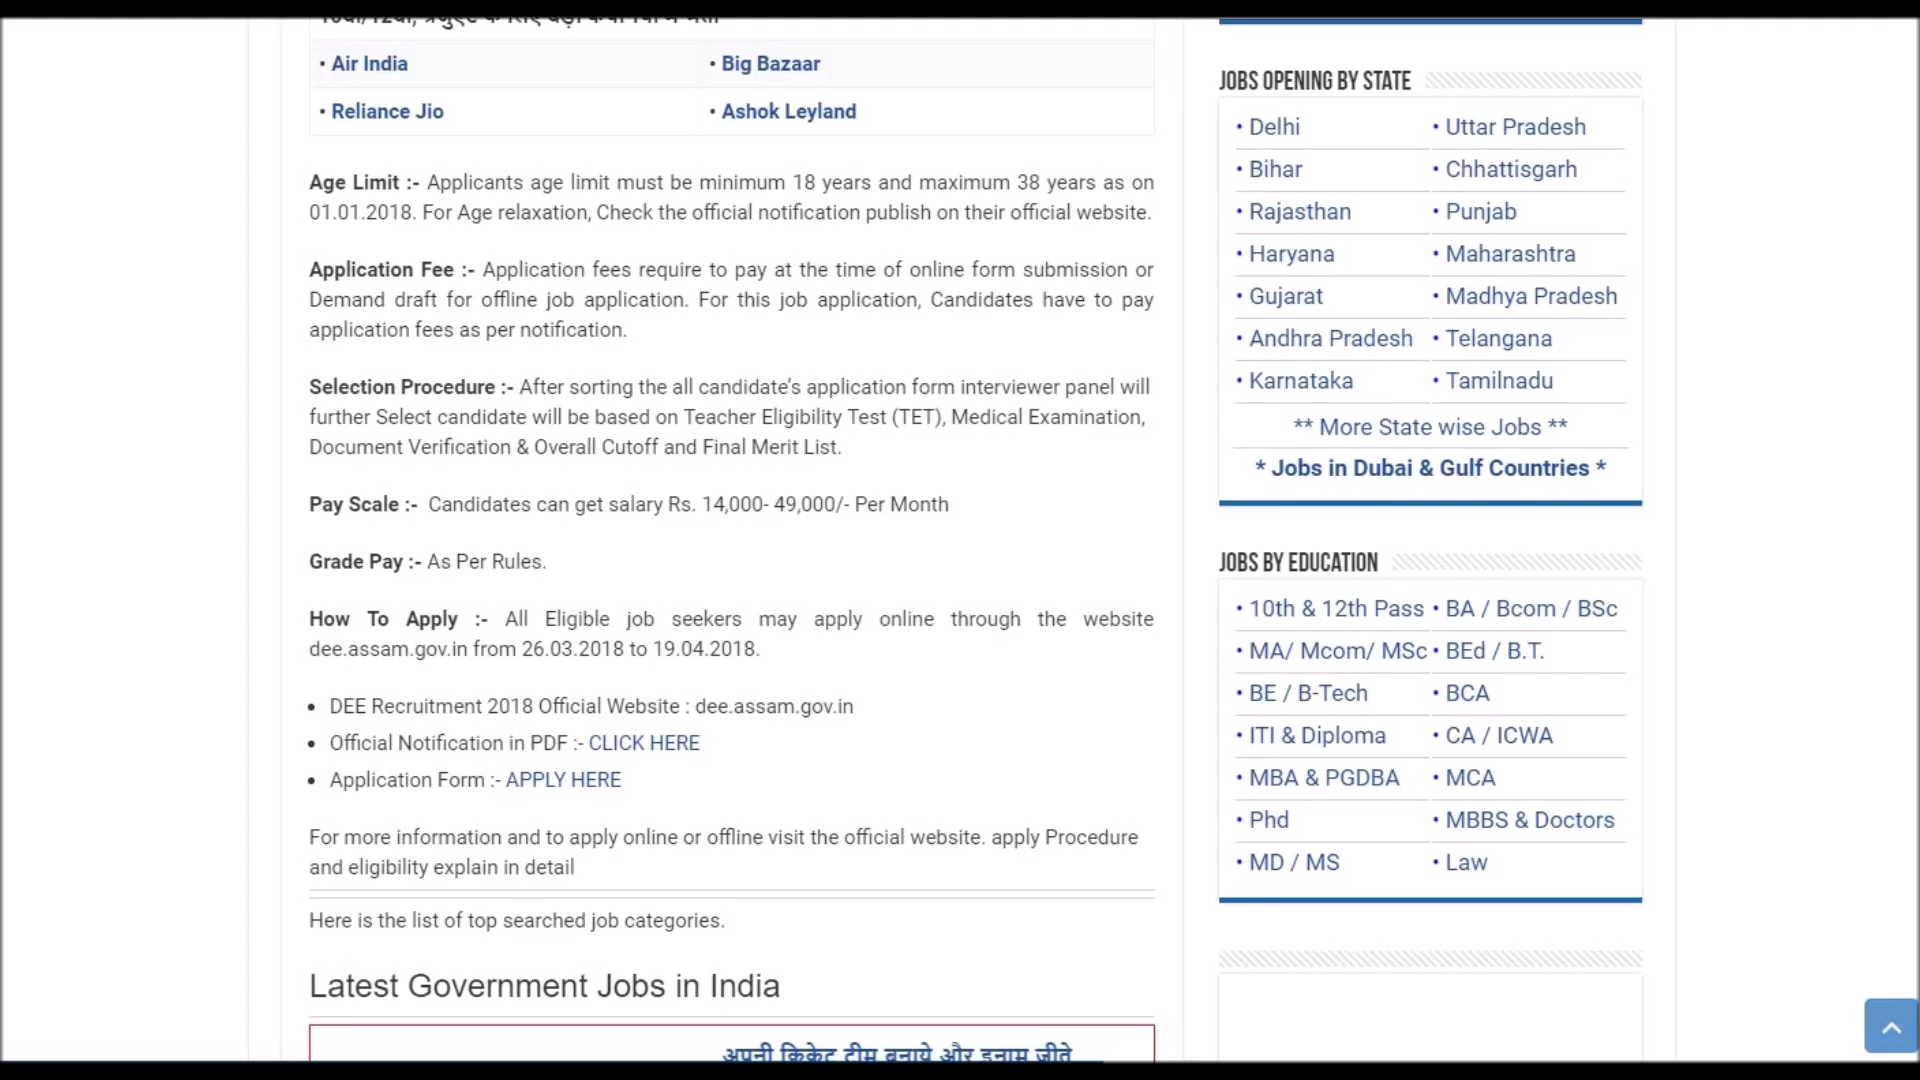 • Air India
• Big Bazaar
• Reliance Jio
• Ashok Leyland
Age Limit :- Applicants age limit must be minimum 18 years and maximum 38 years as on
01.01.2018. For Age relaxation, Check the official notification publish on their official website.
Application Fee :- Application fees require to pay at the time of online form submission or
Demand draft for offline job application. For this job application, Candidates have to pay
application fees as per notification.
Selection Procedure :- After sorting the all candidate’s application form interviewer panel will
further Select candidate will be based on Teacher Eligibility Test (TET), Medical Examination,
Document Verification & Overall Cutoff and Final Merit List.
Pay Scale :- Candidates can get salary Rs. 14,000- 49,000/- Per Month
Grade Pay :- As Per Rules.
How To Apply :- All Eligible job seekers may apply online through the website
dee.assam.gov.in from 26.03.2018 to 19.04.2018.
• DEE Recruitment 2018 Official Website : dee.assam.gov.in
• Official Notification in PDF :- CLICK HERE
• Application Form :- APPLY HERE
For more information and to apply online or offline visit the official website. apply Procedure
and eligibility explain in detail
Here is the list of top searched job categories.
Latest Government Jobs in India
अपनी क्रिकेट टीम बनाये और इनाम जीते
JOBS OPENING BY STATE
• Delhi
• Uttar Pradesh
• Bihar
• Chhattisgarh
• Rajasthan
• Punjab
• Haryana
• Maharashtra
• Gujarat
• Madhya Pradesh
• Andhra Pradesh
• Telangana
• Karnataka
• Tamilnadu
** More State wise Jobs **
* Jobs in Dubai & Gulf Countries *
JOBS BY EDUCATION
• 10th & 12th Pass
• BA / Bcom / BSc
• MA/ Mcom/ MSc
• BEd / B.T.
• BE / B-Tech
• BCA
• ITI & Diploma
• CA / ICWA
• MBA & PGDBA
• MCA
• Phd
• MBBS & Doctors
• MD / MS
• Law